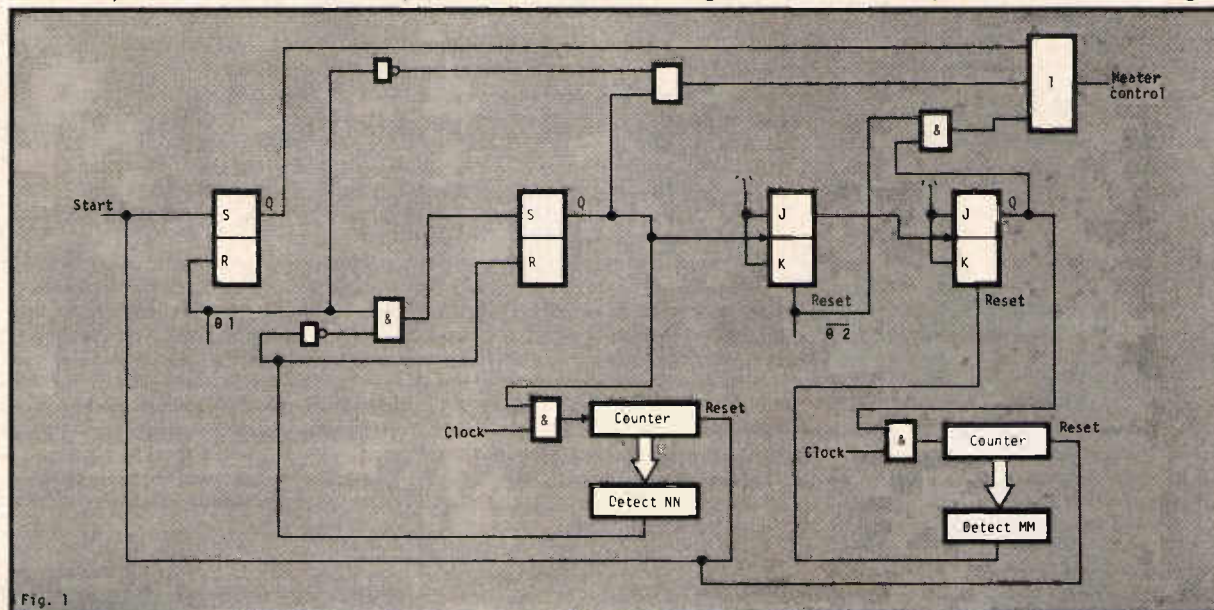 1
Heater
control
&
Start
S
Q
R
S
Q
R
'1'
J
K
'1'
J
Q
K
θ 1
&
Reset
θ 2
Reset
Clock
&
Counter
Reset
Detect NN
Clock
&
Counter
Reset
Detect MM
Fig. 1